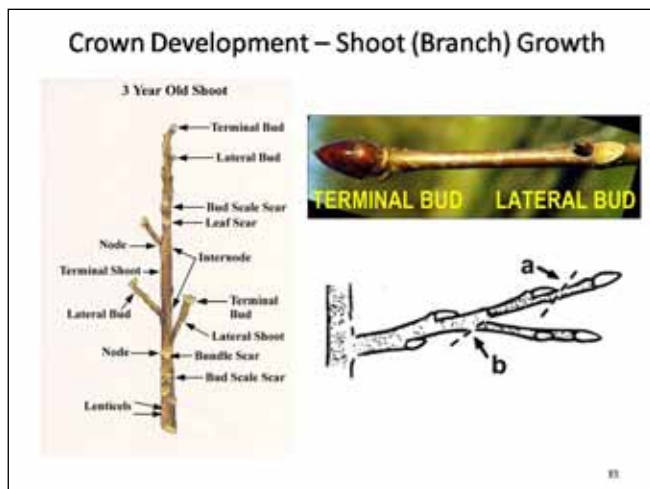 Crown Development – Shoot (Branch) Growth
3 Year Old Shoot
Terminal Bud
Lateral Bud
Bud Scale Scar
Leaf Scar
Node
Internode
Terminal Shoot
Lateral Bud
Terminal
Bud
Lateral Shoot
Node
Bundle Scar
Bud Scale Scar
Lenticels
TERMINAL BUD LATERAL BUD
a
b